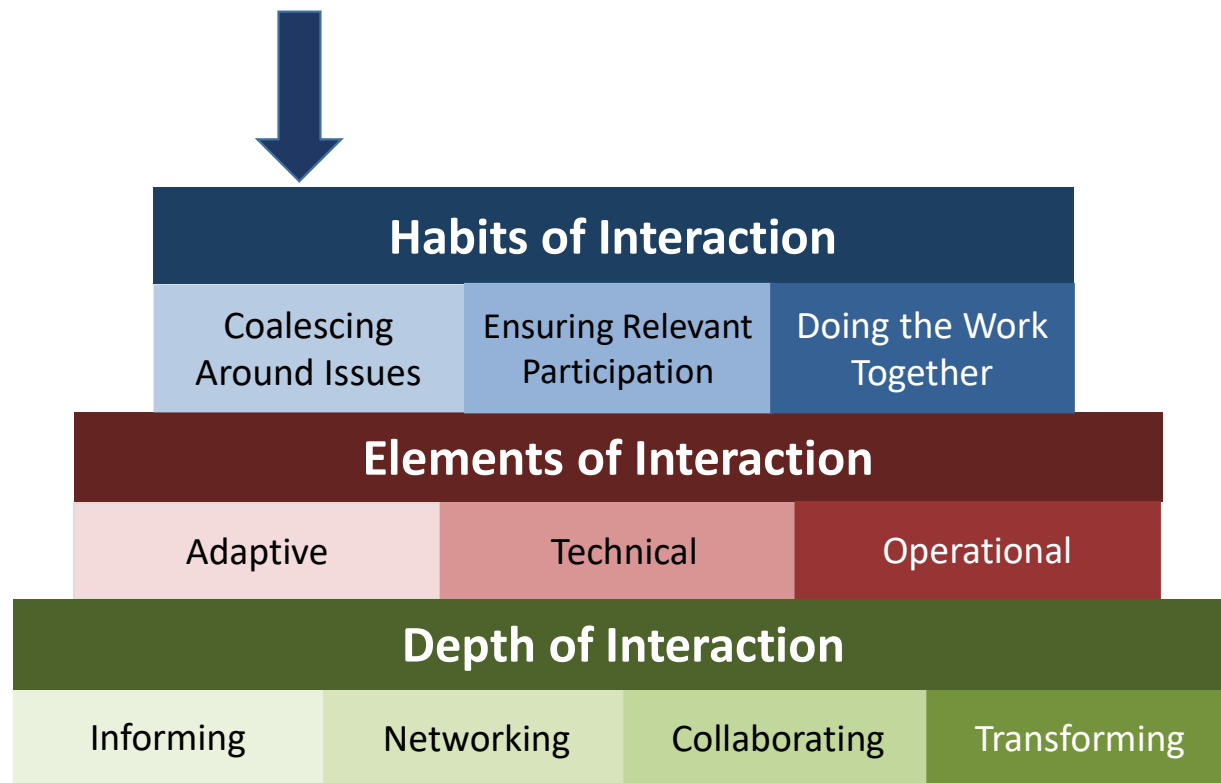 Habits of Interaction
Coalescing
Around Issues
Ensuring Relevant
Participation
Doing the Work
Together
Elements of Interaction
Adaptive
Technical
Operational
Depth of Interaction
Informing
Networking
Collaborating
Transforming